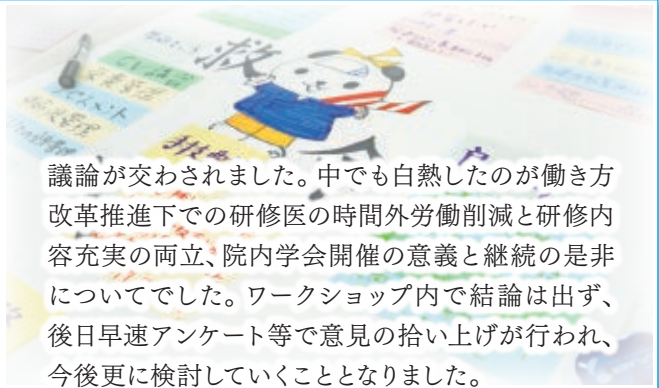 救
議論が交わされました。中でも白熱したのが働き方
改革推進下での研修医の時間外労働削減と研修内
容充実の両立、院内学会開催の意義と継続の是非
についてでした。ワークショップ内で結論は出ず、
後日早速アンケート等で意見の拾い上げが行われ、
今後更に検討していくこととなりました。